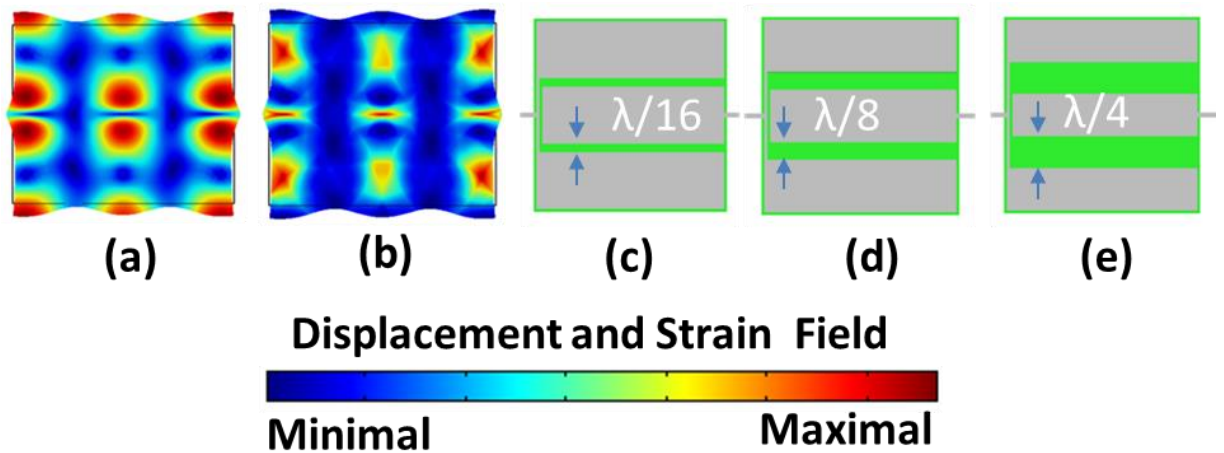 λ/16
λ/8
λ/4
(a)
(b)
(c)
(d)
(e)
Displacement and Strain Field
Minimal
Maximal